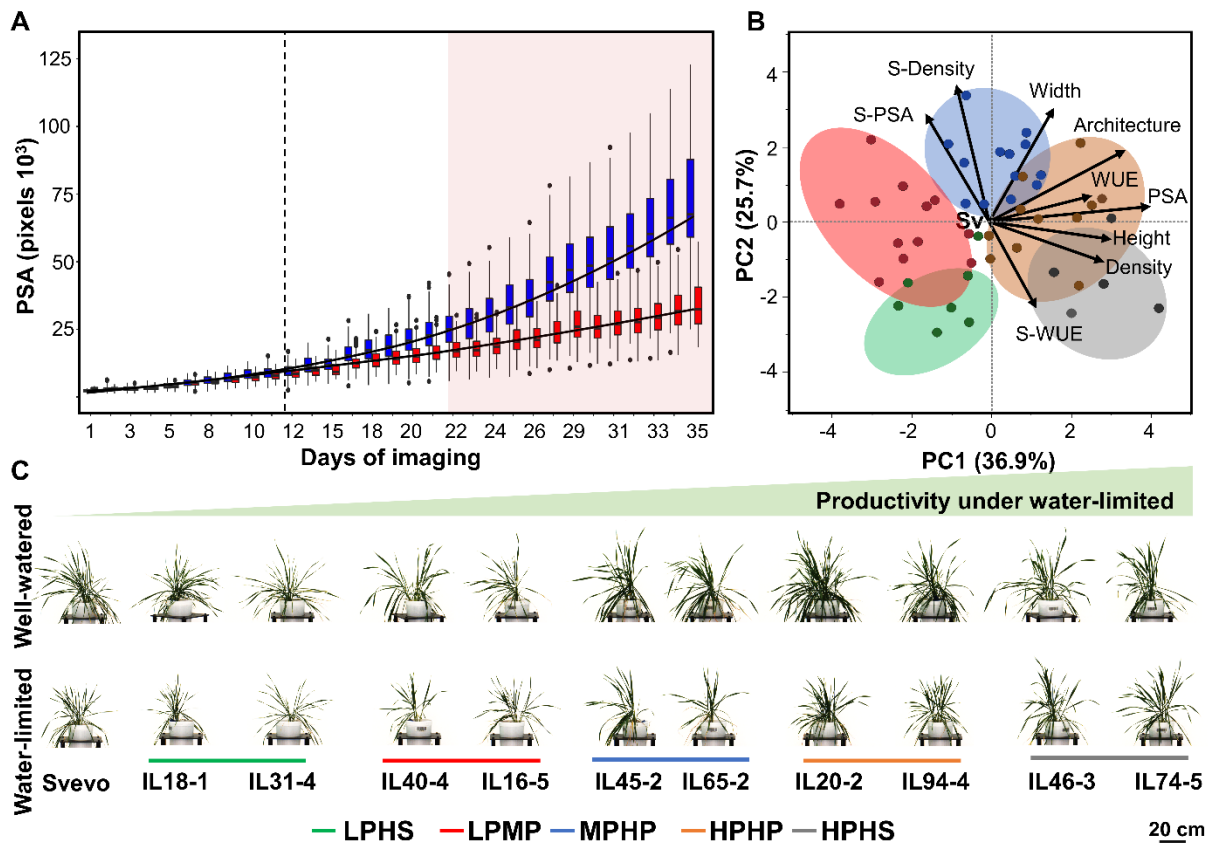 A
PSA (pixels 10³)
125
100
75
50
25
1 3 5 8 10 12 14 16 18 20 22 24 26 29 31 33 35
Days of imaging
B
PC2 (25.7%)
4
2
0
-2
-4
S-Density
Width
S-PSA
Architecture
WUE
PSA
Sv
Height
Density
S-WUE
-4 -2 0 2 4
PC1 (36.9%)
C
Productivity under water-limited
Well-watered
Water-limited
Svevo IL18-1 IL31-4 IL40-4 IL16-5 IL45-2 IL65-2 IL20-2 IL94-4 IL46-3 IL74-5
LPHS LPMP MPHP HPHP HPHS
20 cm